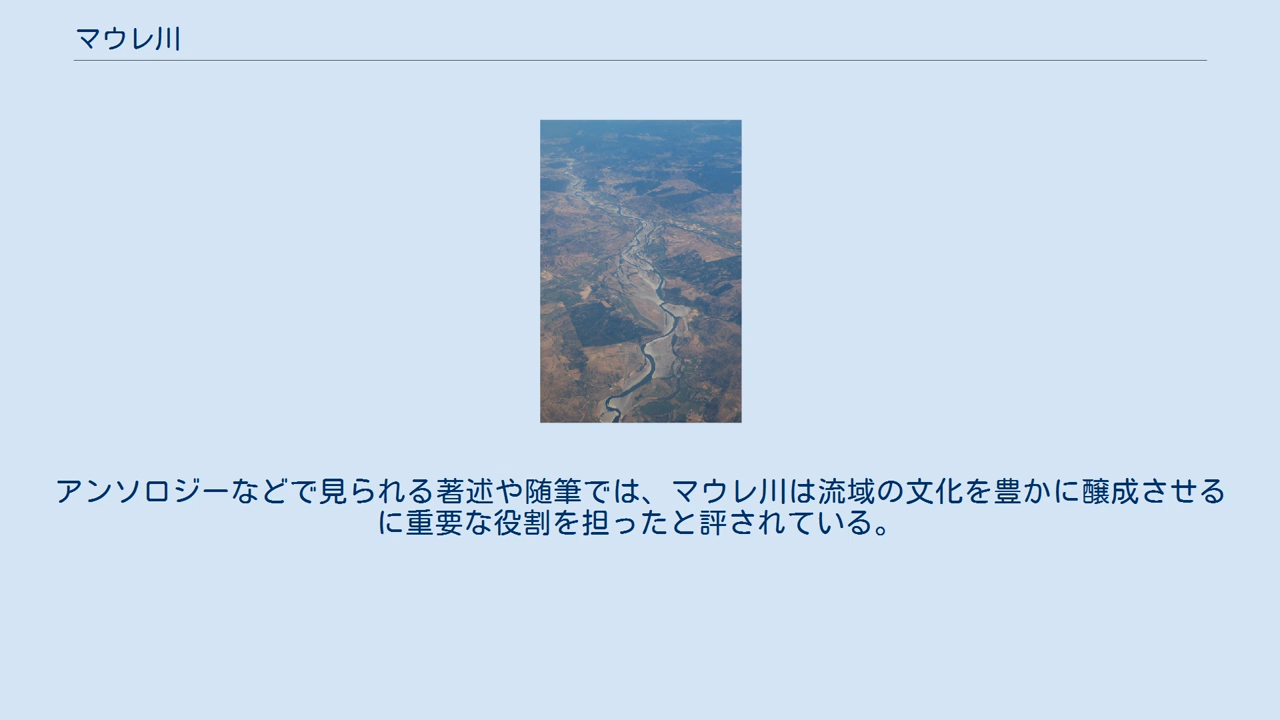 マウレ川
アンソロジーなどで見られる著述や随筆では、マウレ川は流域の文化を豊かに醸成させる
に重要な役割を担ったと評されている。